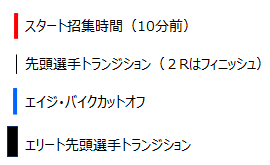 スタート招集時間（10分前）
先頭選手トランジション（２Rはフィニッシュ）
エイジ・バイクカットオフ
エリート先頭選手トランジション